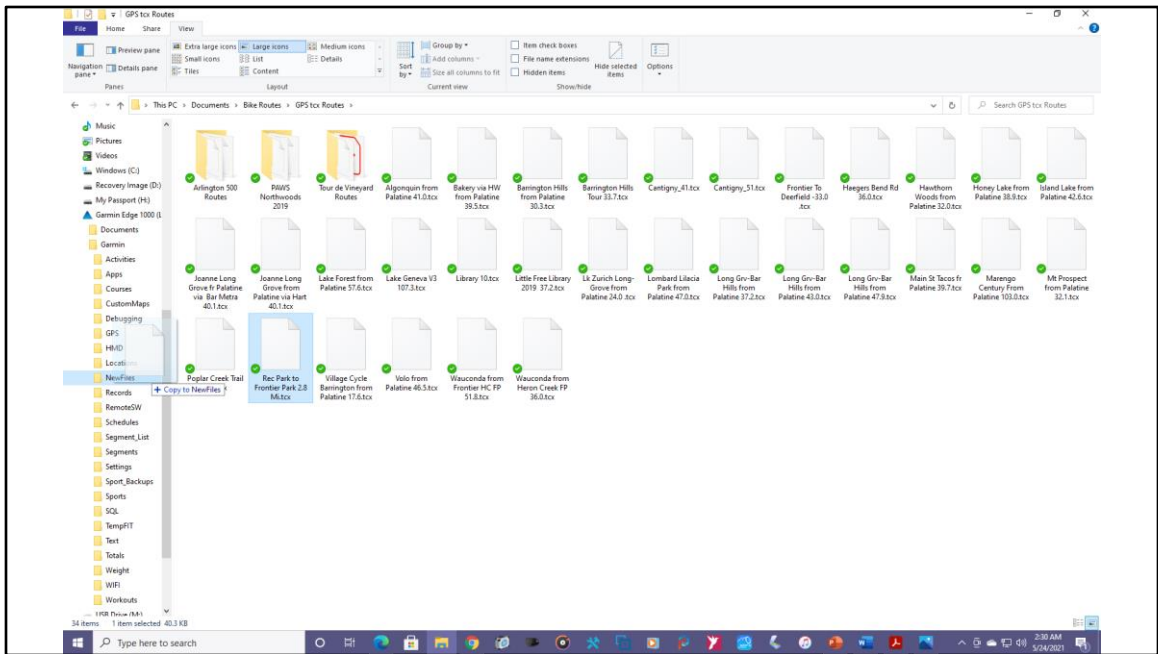 GPS tcx Routes
File Home Share View
Navigation pane
Preview pane
Details pane
Panes
Extra large icons Large icons Medium icons
Small icons List Details
Tiles Content
Layout
Sort by
Group by
Add columns
Size all columns to fit
Current view
Item check boxes
File name extensions
Hidden items
Hide selected items
Show/hide
Options
This PC > Documents > Bike Routes > GPS tcx Routes >
Search GPS tcx Routes
Music
Pictures
Videos
Windows (C:)
Recovery Image (D:)
My Passport (H:)
Garmin Edge 1000 (L
Documents
Garmin
Activities
Apps
Courses
CustomMaps
Debugging
GPS
HMD
Locati
NewFiles
Records
RemoteSW
Schedules
Segment_List
Segments
Settings
Sport_Backups
Sports
SQL
TempFIT
Text
Totals
Weight
WIFI
Workouts
USB Drive (M:)
Arlington 500
Routes
PAWS
Northwoods
2019
Tour de Vineyard
Routes
Algonquin from
Palatine 41.0.tcx
Bakery via HW
from Palatine
39.5.tcx
Barrington Hills
from Palatine
30.3.tcx
Barrington Hills
Tour 33.7.tcx
Cantigny_41.tcx
Cantigny_51.tcx
Frontier To
Deerfield -33.0
.tcx
Haegers Bend Rd
36.0.tcx
Hawthorn
Woods from
Palatine 32.0.tcx
Honey Lake from
Palatine 38.9.tcx
Island Lake from
Palatine 42.6.tcx
Joanne Long
Grove fr Palatine
via Bar Metra
40.1.tcx
Joanne Long
Grove from
Palatine via Hart
40.1.tcx
Lake Forest from
Palatine 57.6.tcx
Lake Geneva V3
107.3.tcx
Library 10.tcx
Little Free Library
2019 37.2.tcx
Lk Zurich Long-
Grove from
Palatine 24.0 .tcx
Lombard Lilacia
Park from
Palatine 47.0.tcx
Long Grv-Bar
Hills from
Palatine 37.2.tcx
Long Grv-Bar
Hills from
Palatine 43.0.tcx
Long Grv-Bar
Hills from
Palatine 47.9.tcx
Main St Tacos fr
Palatine 39.7.tcx
Marengo
Century From
Palatine 103.0.tcx
Mt Prospect
from Palatine
32.1.tcx
Poplar Creek Trail
Rec Park to
Frontier Park 2.8
Mi.tcx
Village Cycle
Barrington from
Palatine 17.6.tcx
Volo from
Palatine 46.5.tcx
Wauconda from
Frontier HC FP
51.8.tcx
Wauconda from
Heron Creek FP
36.0.tcx
+ Copy to NewFiles
34 items 1 item selected 40.3 KB
Type here to search
2:30 AM
5/24/2021